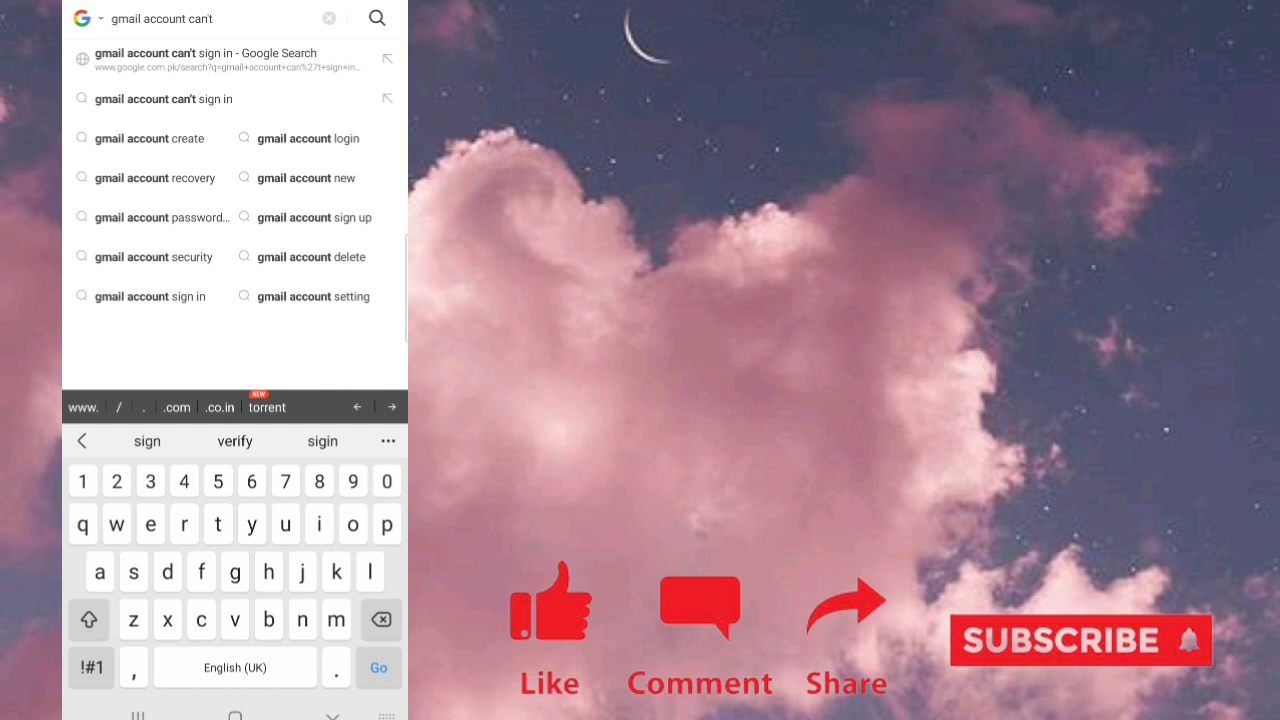 gmail account can't
gmail account can't sign in - Google Search
www.google.com.pk/search?q=gmail+account+can%27t+sign+in...
gmail account can't sign in
gmail account create
gmail account login
gmail account recovery
gmail account new
gmail account password...
gmail account sign up
gmail account security
gmail account delete
gmail account sign in
gmail account setting
NEW
www. / . .com .co.in torrent
sign verify sigin
1 2 3 4 5 6 7 8 9 0
q w e r t y u i o p
a s d f g h j k l
z x c v b n m
!#1 , English (UK) . Go
Like Comment Share
SUBSCRIBE